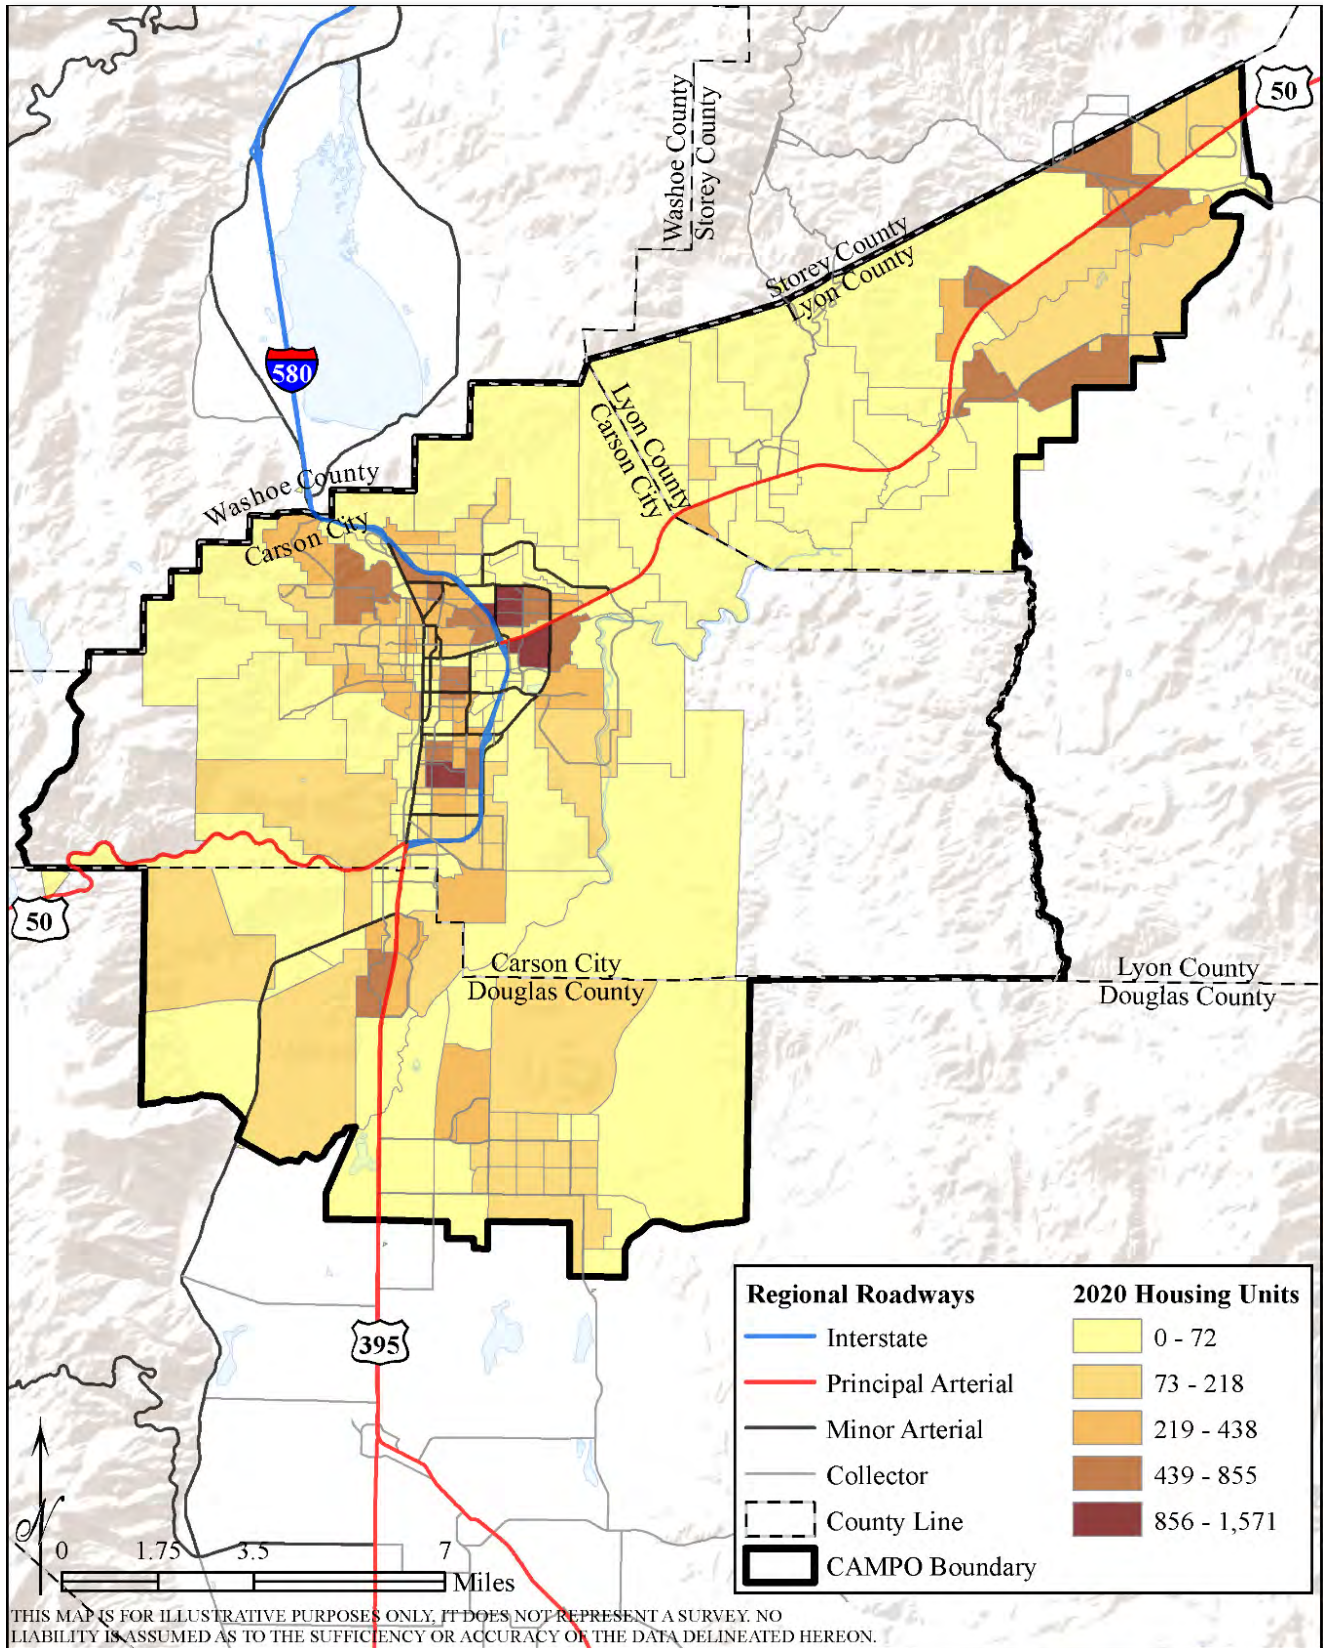 50
Washoe County
Storey County
Storey County
Lyon County
580
Lyon County
Carson City
Washoe County
Carson City
50
Carson City
Douglas County
Lyon County
Douglas County
395
Regional Roadways
Interstate
Principal Arterial
Minor Arterial
Collector
County Line
CAMPO Boundary
2020 Housing Units
0 - 72
73 - 218
219 - 438
439 - 855
856 - 1,571
N
0 1.75 3.5 7
Miles
THIS MAP IS FOR ILLUSTRATIVE PURPOSES ONLY, IT DOES NOT REPRESENT A SURVEY. NO
LIABILITY IS ASSUMED AS TO THE SUFFICIENCY OR ACCURACY OF THE DATA DELINEATED HEREON.